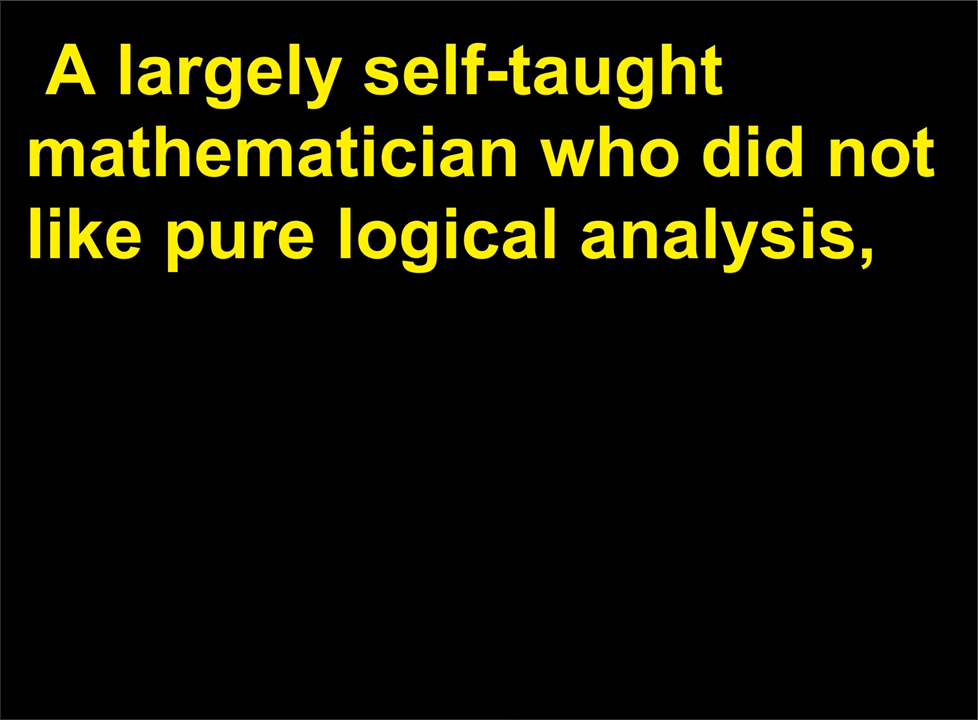 A largely self-taught
mathematician who did not
like pure logical analysis,